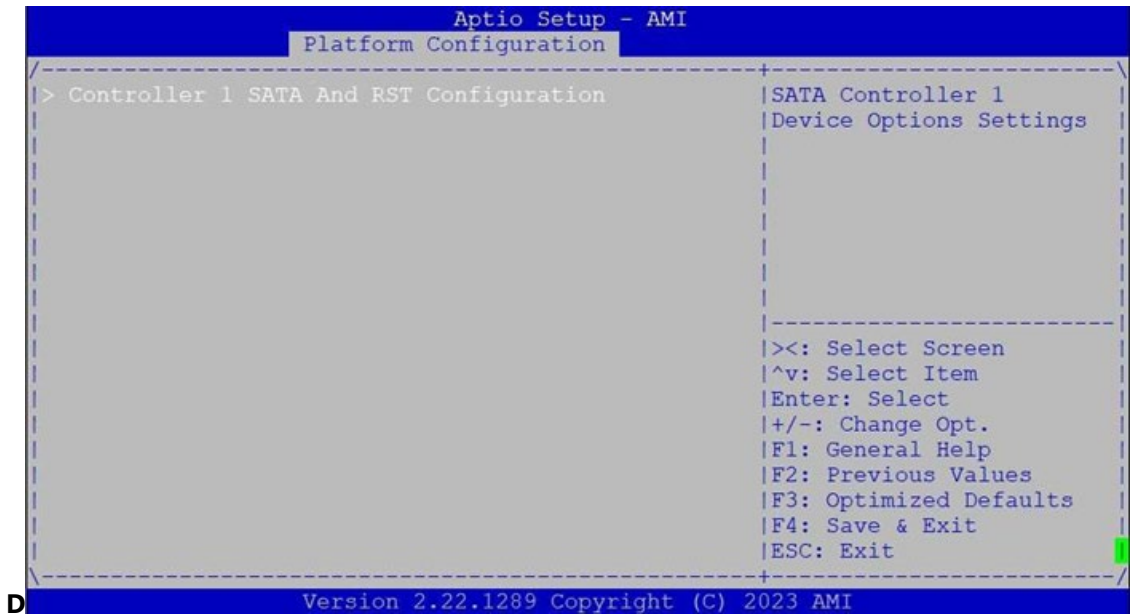 Aptio Setup - AMI
Platform Configuration
/----------------------------------------------------+-------------------------\
|> Controller 1 SATA And RST Configuration |SATA Controller 1 |
| |Device Options Settings |
| | |
| | |
| | |
| | |
| | |
| | |
| | |
| |-------------------------|
| |><: Select Screen |
| |^v: Select Item |
| |Enter: Select |
| |+/-: Change Opt. |
| |F1: General Help |
| |F2: Previous Values |
| |F3: Optimized Defaults |
| |F4: Save & Exit |
| |ESC: Exit |
\----------------------------------------------------+-------------------------/
Version 2.22.1289 Copyright (C) 2023 AMI
D